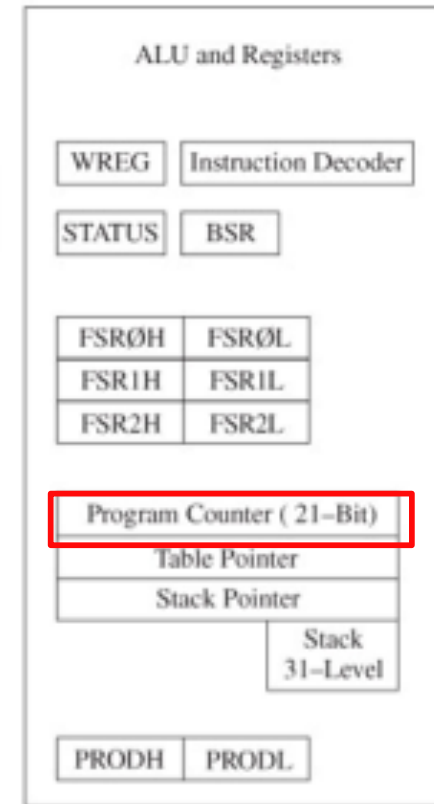 ALU and Registers
WREG Instruction Decoder
STATUS BSR
FSRØH FSRØL
FSR1H FSR1L
FSR2H FSR2L
Program Counter ( 21–Bit)
Table Pointer
Stack Pointer
Stack
31–Level
PRODH PRODL